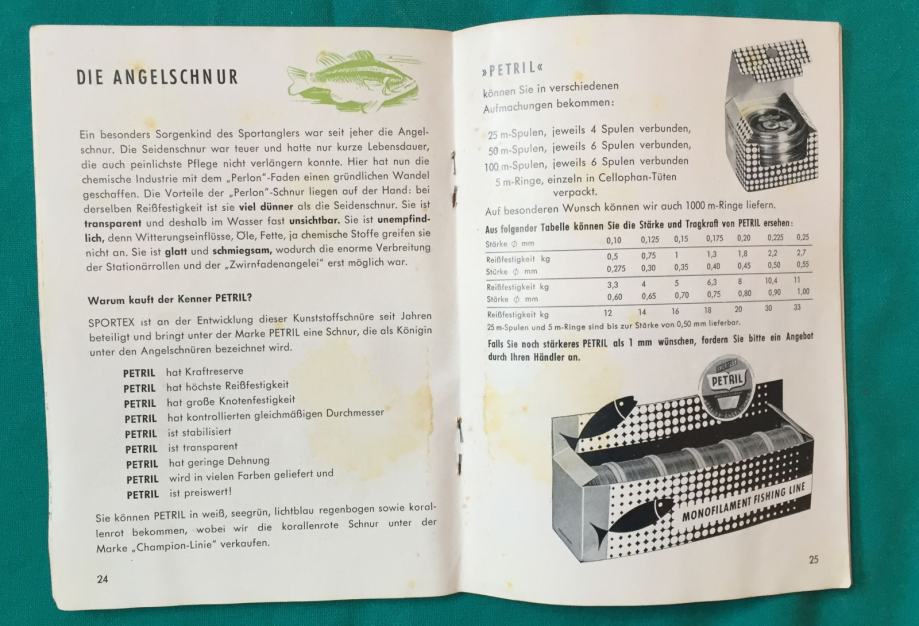 DIE ANGELSCHNUR
Ein besonders Sorgenkind des Sportanglers war seit jeher die Angel-
schnur. Die Seidenschnur war teuer und hatte nur kurze Lebensdauer,
die auch peinlichste Pflege nicht verlängern konnte. Hier hat nun die
chemische Industrie mit dem „Perlon"-Faden einen gründlichen Wandel
geschaffen. Die Vorteile der „Perlon"-Schnur liegen auf der Hand: bei
derselben Reißfestigkeit ist sie viel dünner als die Seidenschnur. Sie ist
transparent und deshalb im Wasser fast unsichtbar. Sie ist unempfind-
lich, denn Witterungseinflüsse, Öle, Fette, ja chemische Stoffe greifen sie
nicht an. Sie ist glatt und schmiegsam, wodurch die enorme Verbreitung
der Stationärrollen und der „Zwirnfadenangelei" erst möglich war.
Warum kauft der Kenner PETRIL?
SPORTEX ist an der Entwicklung dieser Kunststoffschnüre seit Jahren
beteiligt und bringt unter der Marke PETRIL eine Schnur, die als Königin
unter den Angelschnüren bezeichnet wird.
PETRIL hat Kraftreserve
PETRIL hat höchste Reißfestigkeit
PETRIL hat große Knotenfestigkeit
PETRIL hat kontrollierten gleichmäßigen Durchmesser
PETRIL ist stabilisiert
PETRIL ist transparent
PETRIL hat geringe Dehnung
PETRIL wird in vielen Farben geliefert und
PETRIL ist preiswert!
Sie können PETRIL in weiß, seegrün, lichtblau regenbogen sowie koral-
lenrot bekommen, wobei wir die korallenrote Schnur unter der
Marke „Champion-Linie" verkaufen.
24
»PETRIL«
können Sie in verschiedenen
Aufmachungen bekommen:
25 m-Spulen, jeweils 4 Spulen verbunden,
50 m-Spulen, jeweils 6 Spulen verbunden,
100 m-Spulen, jeweils 6 Spulen verbunden
5 m-Ringe, einzeln in Cellophan-Tüten
verpackt.
Auf besonderen Wunsch können wir auch 1000 m-Ringe liefern.
Aus folgender Tabelle können Sie die Stärke und Tragkraft von PETRIL ersehen:
Stärke ϕ mm 0,10 0,125 0,15 0,175 0,20 0,225 0,25
Reißfestigkeit kg 0,5 0,75 1 1,3 1,8 2,2 2,7
Stärke ϕ mm 0,275 0,30 0,35 0,40 0,45 0,50 0,55
Reißfestigkeit kg 3,3 4 5 6,3 8 10,4 11
Stärke ϕ mm 0,60 0,65 0,70 0,75 0,80 0,90 1,00
Reißfestigkeit kg 12 14 16 18 20 30 33
25 m-Spulen und 5 m-Ringe sind bis zur Stärke von 0,50 mm lieferbar.
Falls Sie noch stärkeres PETRIL als 1 mm wünschen, fordern Sie bitte ein Angebot
durch Ihren Händler an.
PETRIL
MONOFILAMENT FISHING LINE
25